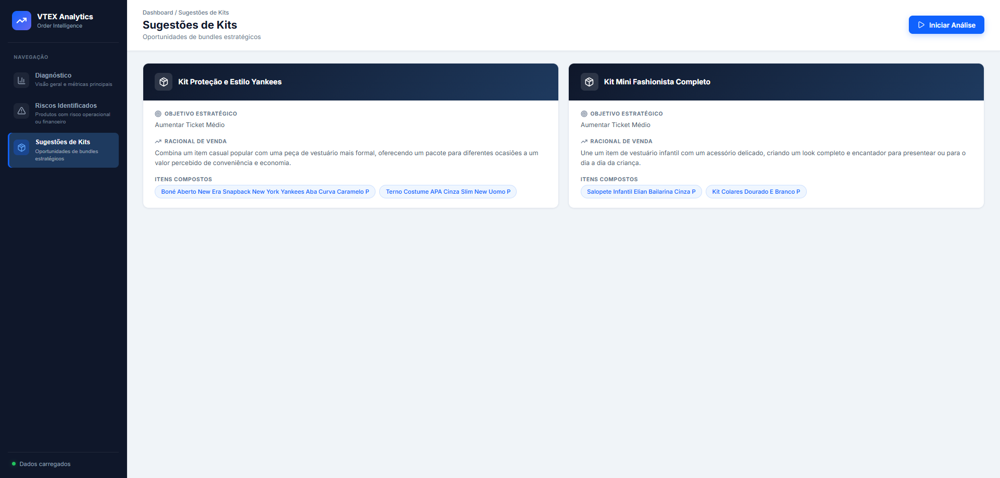 VTEX Analytics
Order Intelligence
NAVEGAÇÃO
Diagnóstico
Visão geral e métricas principais
Riscos Identificados
Produtos com risco operacional
ou financeiro
Sugestões de Kits
Oportunidades de bundles
estratégicos
Dados carregados
Dashboard / Sugestões de Kits
Sugestões de Kits
Oportunidades de bundles estratégicos
Iniciar Análise
Kit Proteção e Estilo Yankees
OBJETIVO ESTRATÉGICO
Aumentar Ticket Médio
RACIONAL DE VENDA
Combina um item casual popular com uma peça de vestuário mais formal, oferecendo um pacote para diferentes ocasiões a um
valor percebido de conveniência e economia.
ITENS COMPOSTOS
Boné Aberto New Era Snapback New York Yankees Aba Curva Caramelo P
Terno Costume APA Cinza Slim New Uomo P
Kit Mini Fashionista Completo
OBJETIVO ESTRATÉGICO
Aumentar Ticket Médio
RACIONAL DE VENDA
Une um item de vestuário infantil com um acessório delicado, criando um look completo e encantador para presentear ou para o
dia a dia da criança.
ITENS COMPOSTOS
Salopete Infantil Elian Bailarina Cinza P
Kit Colares Dourado E Branco P